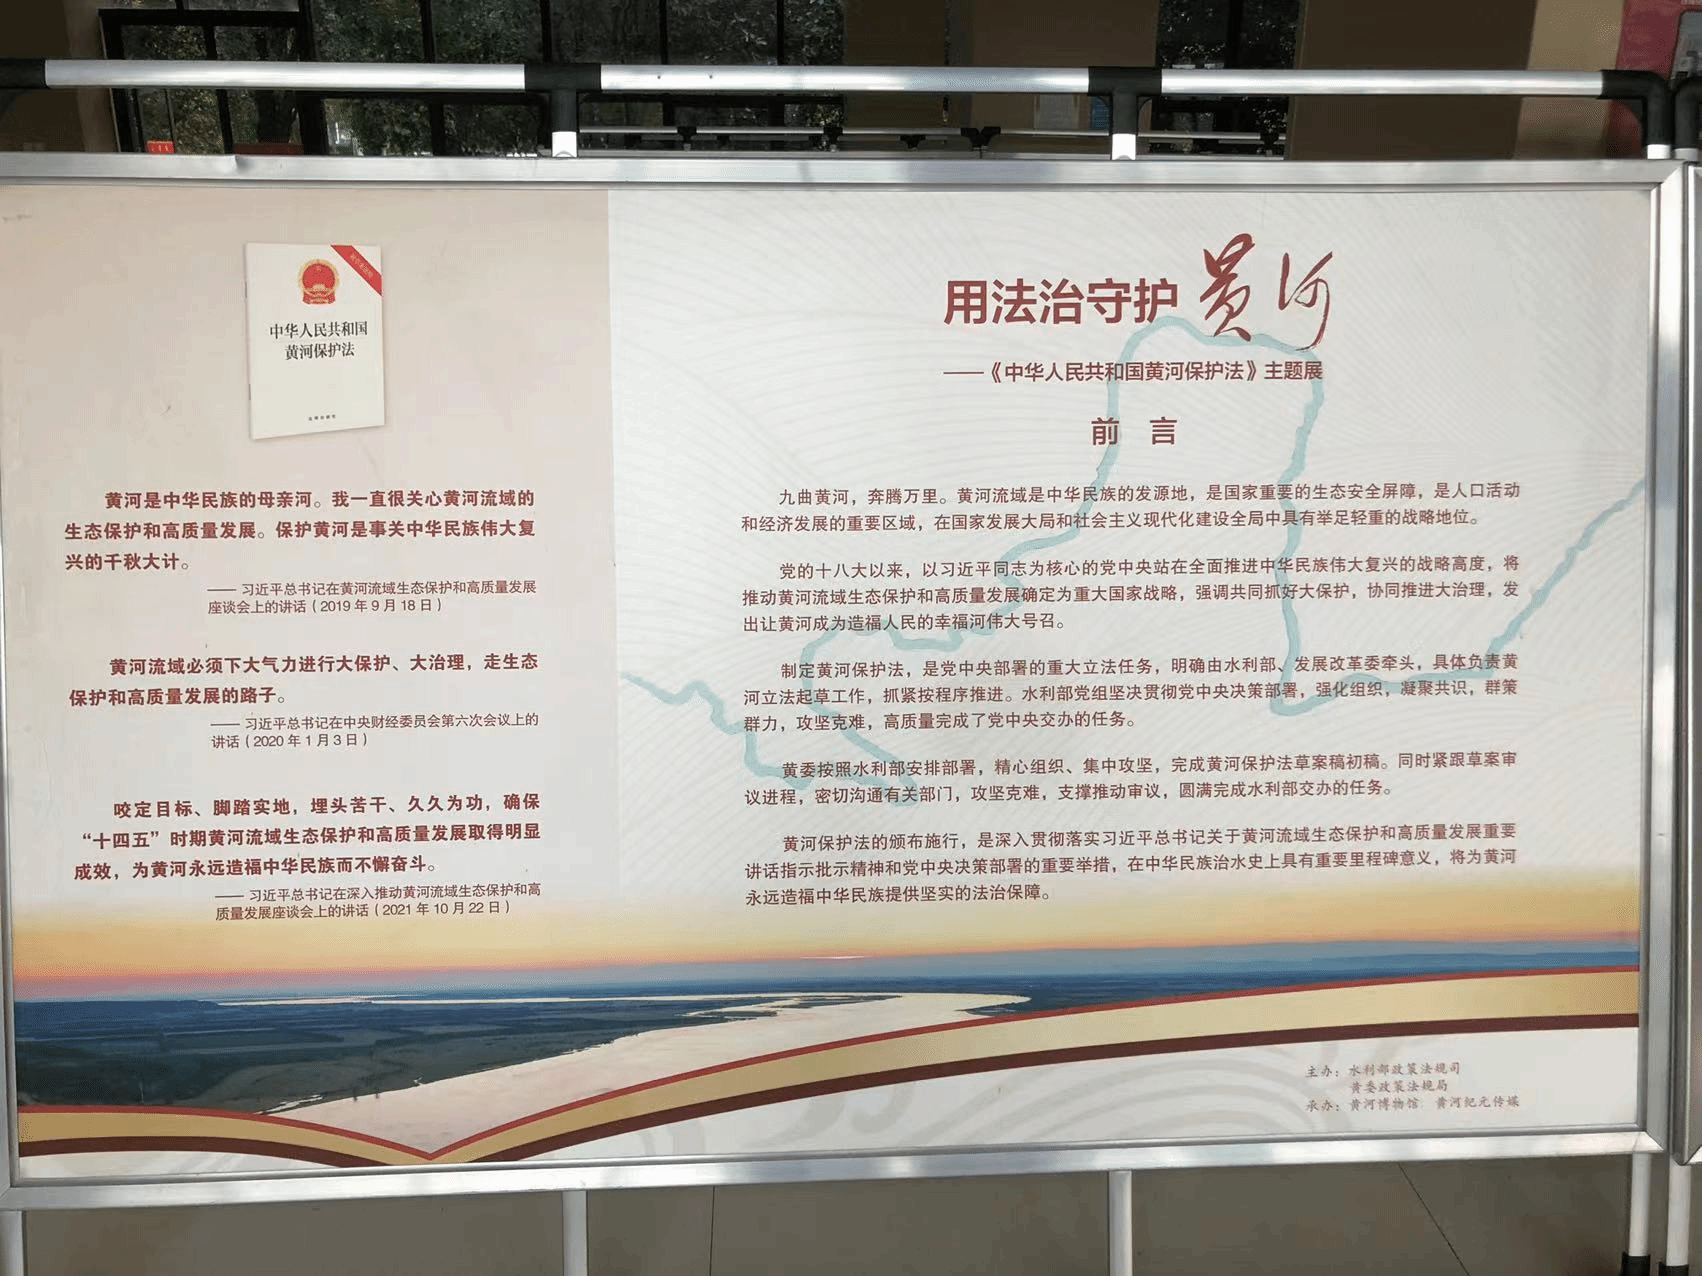 中华人民共和国
黄河保护法
黄河是中华民族的母亲河。我一直很关心黄河流域的
生态保护和高质量发展。保护黄河是事关中华民族伟大复
兴的千秋大计。
—— 习近平总书记在黄河流域生态保护和高质量发展
座谈会上的讲话（2019 年 9 月 18 日）
黄河流域必须下大气力进行大保护、大治理，走生态
保护和高质量发展的路子。
—— 习近平总书记在中央财经委员会第六次会议上的
讲话（2020 年 1 月 3 日）
咬定目标、脚踏实地，埋头苦干、久久为功，确保
“十四五”时期黄河流域生态保护和高质量发展取得明显
成效，为黄河永远造福中华民族而不懈奋斗。
—— 习近平总书记在深入推动黄河流域生态保护和高
质量发展座谈会上的讲话（2021 年 10 月 22 日）
用法治守护黄河
——《中华人民共和国黄河保护法》主题展
前 言
九曲黄河，奔腾万里。黄河流域是中华民族的发源地，是国家重要的生态安全屏障，是人口活动
和经济发展的重要区域，在国家发展大局和社会主义现代化建设全局中具有举足轻重的战略地位。
党的十八大以来，以习近平同志为核心的党中央站在全面推进中华民族伟大复兴的战略高度，将
推动黄河流域生态保护和高质量发展确定为重大国家战略，强调共同抓好大保护，协同推进大治理，发
出让黄河成为造福人民的幸福河伟大号召。
制定黄河保护法，是党中央部署的重大立法任务，明确由水利部、发展改革委牵头，具体负责黄
河立法起草工作，抓紧按程序推进。水利部党组坚决贯彻党中央决策部署，强化组织，凝聚共识，群策
群力，攻坚克难，高质量完成了党中央交办的任务。
黄委按照水利部安排部署，精心组织、集中攻坚，完成黄河保护法草案稿初稿。同时紧跟草案审
议进程，密切沟通有关部门，攻坚克难，支撑推动审议，圆满完成水利部交办的任务。
黄河保护法的颁布施行，是深入贯彻落实习近平总书记关于黄河流域生态保护和高质量发展重要
讲话指示批示精神和党中央决策部署的重要举措，在中华民族治水史上具有重要里程碑意义，将为黄河
永远造福中华民族提供坚实的法治保障。
主办：水利部政策法规司
黄委政策法规局
承办：黄河博物馆 黄河纪元传媒